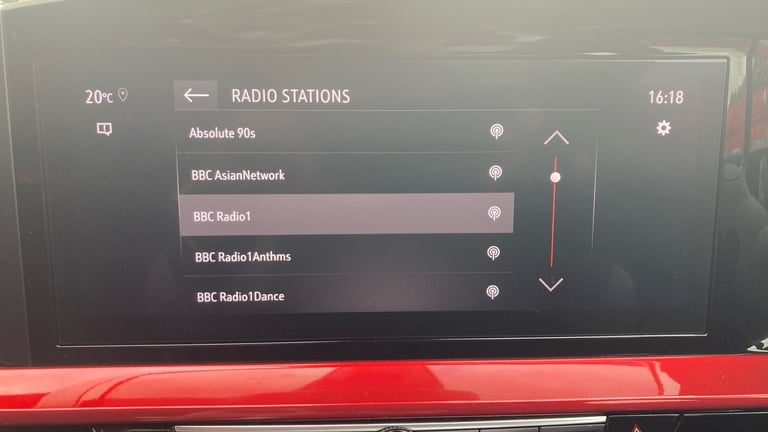 20°C
RADIO STATIONS
16:18
Absolute 90s
BBC AsianNetwork
BBC Radio1
BBC Radio1Anthms
BBC Radio1Dance